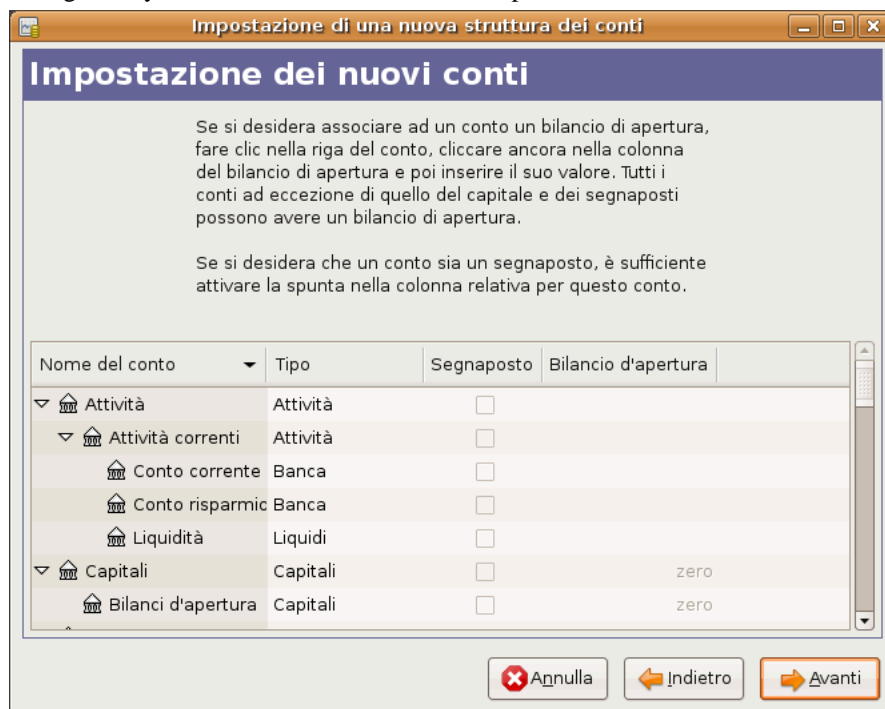 Impostazione di una nuova struttura dei conti
Impostazione dei nuovi conti
Se si desidera associare ad un conto un bilancio di apertura,
fare clic nella riga del conto, cliccare ancora nella colonna
del bilancio di apertura e poi inserire il suo valore. Tutti i
conti ad eccezione di quello del capitale e dei segnaposti
possono avere un bilancio di apertura.
Se si desidera che un conto sia un segnaposto, è sufficiente
attivare la spunta nella colonna relativa per questo conto.
Nome del conto Tipo Segnaposto Bilancio d'apertura
Attività Attività
Attività correnti Attività
Conto corrente Banca
Conto risparmio Banca
Liquidità Liquidi
Capitali Capitali zero
Bilanci d'apertura Capitali zero
Annulla Indietro Avanti